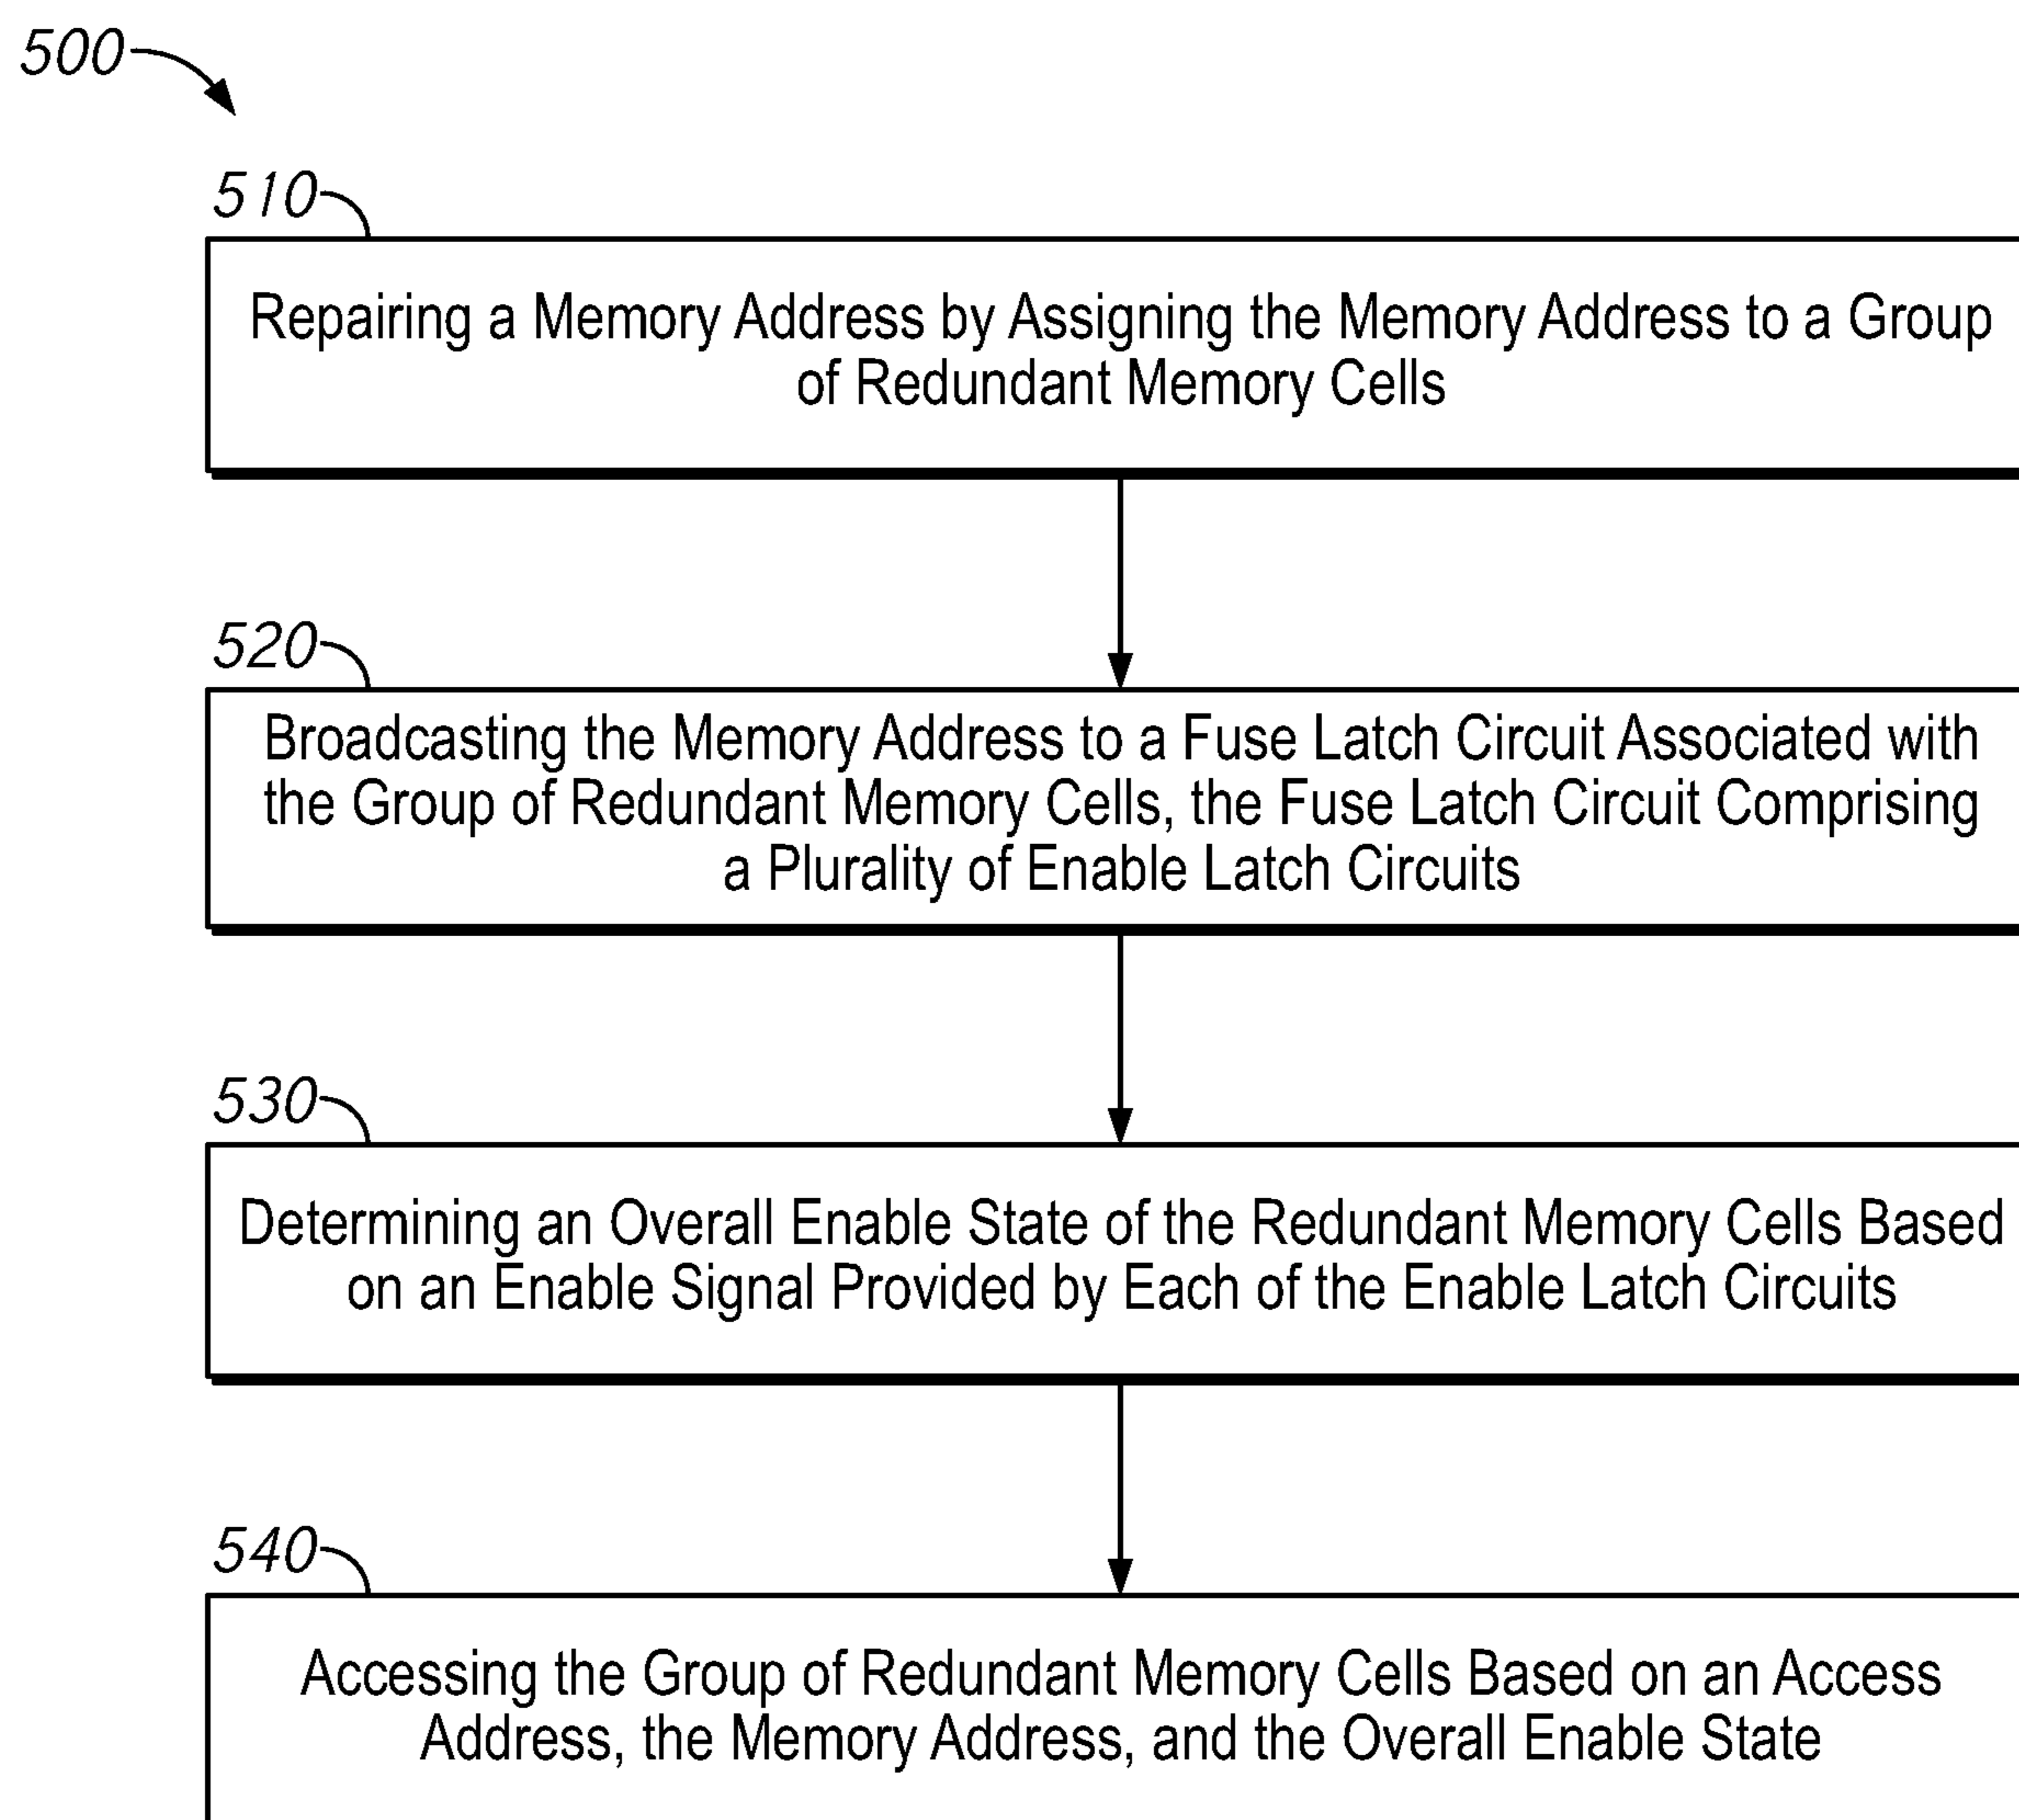 500
510
Repairing a Memory Address by Assigning the Memory Address to a Group
of Redundant Memory Cells
520
Broadcasting the Memory Address to a Fuse Latch Circuit Associated with
the Group of Redundant Memory Cells, the Fuse Latch Circuit Comprising
a Plurality of Enable Latch Circuits
530
Determining an Overall Enable State of the Redundant Memory Cells Based
on an Enable Signal Provided by Each of the Enable Latch Circuits
540
Accessing the Group of Redundant Memory Cells Based on an Access
Address, the Memory Address, and the Overall Enable State